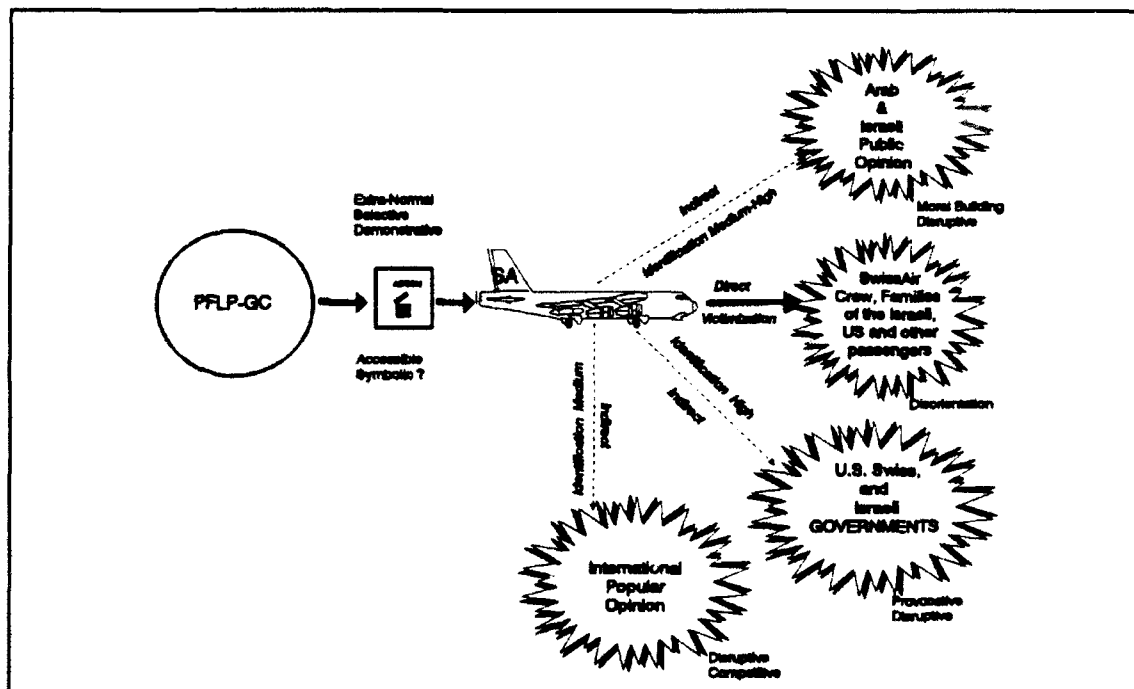 Arab
&
Israeli
Public
Opinion
Moral Building
Disruptive
Indirect
Identification Medium-High
Extra-Normal
Selective
Demonstrative
PFLP-GC
SA
Accessible
Symbolic ?
Direct
Victimization
SwissAir
Crew, Families
of the Israeli,
US and other
passengers
Disorientation
Identification High
Indirect
Identification Medium
Indirect
U.S. Swiss,
and
Israeli
GOVERNMENTS
Provocative
Disruptive
International
Popular
Opinion
Disruptive
Competitive